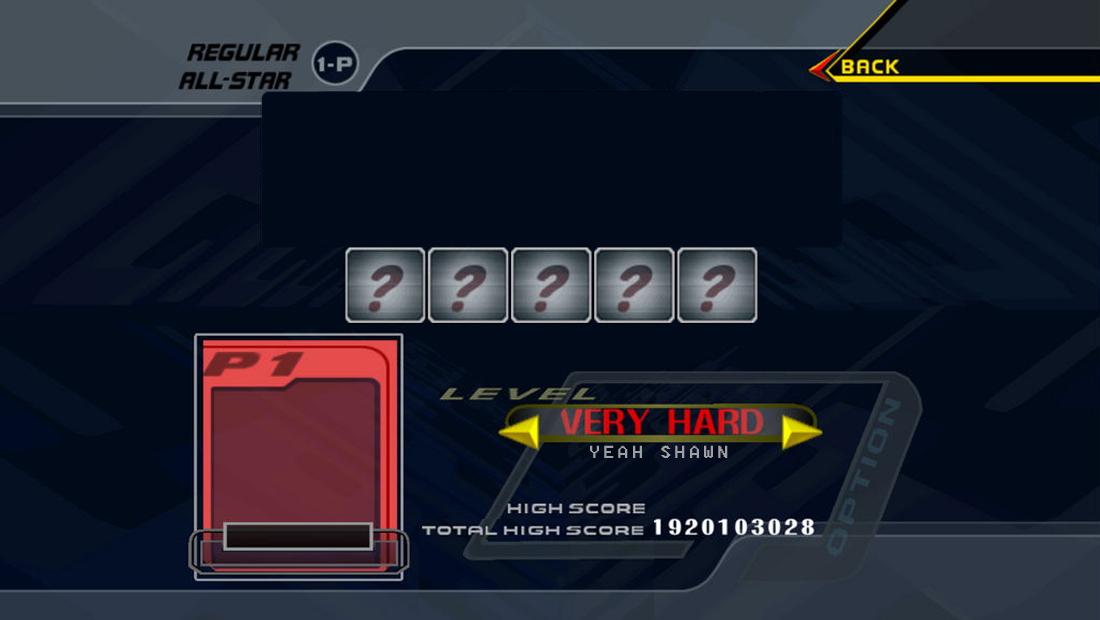 REGULAR
ALL-STAR
1-P
BACK
? ? ? ? ?
P1
LEVEL
VERY HARD
YEAH SHAWN
HIGH SCORE
TOTAL HIGH SCORE 1920103028
OPTION